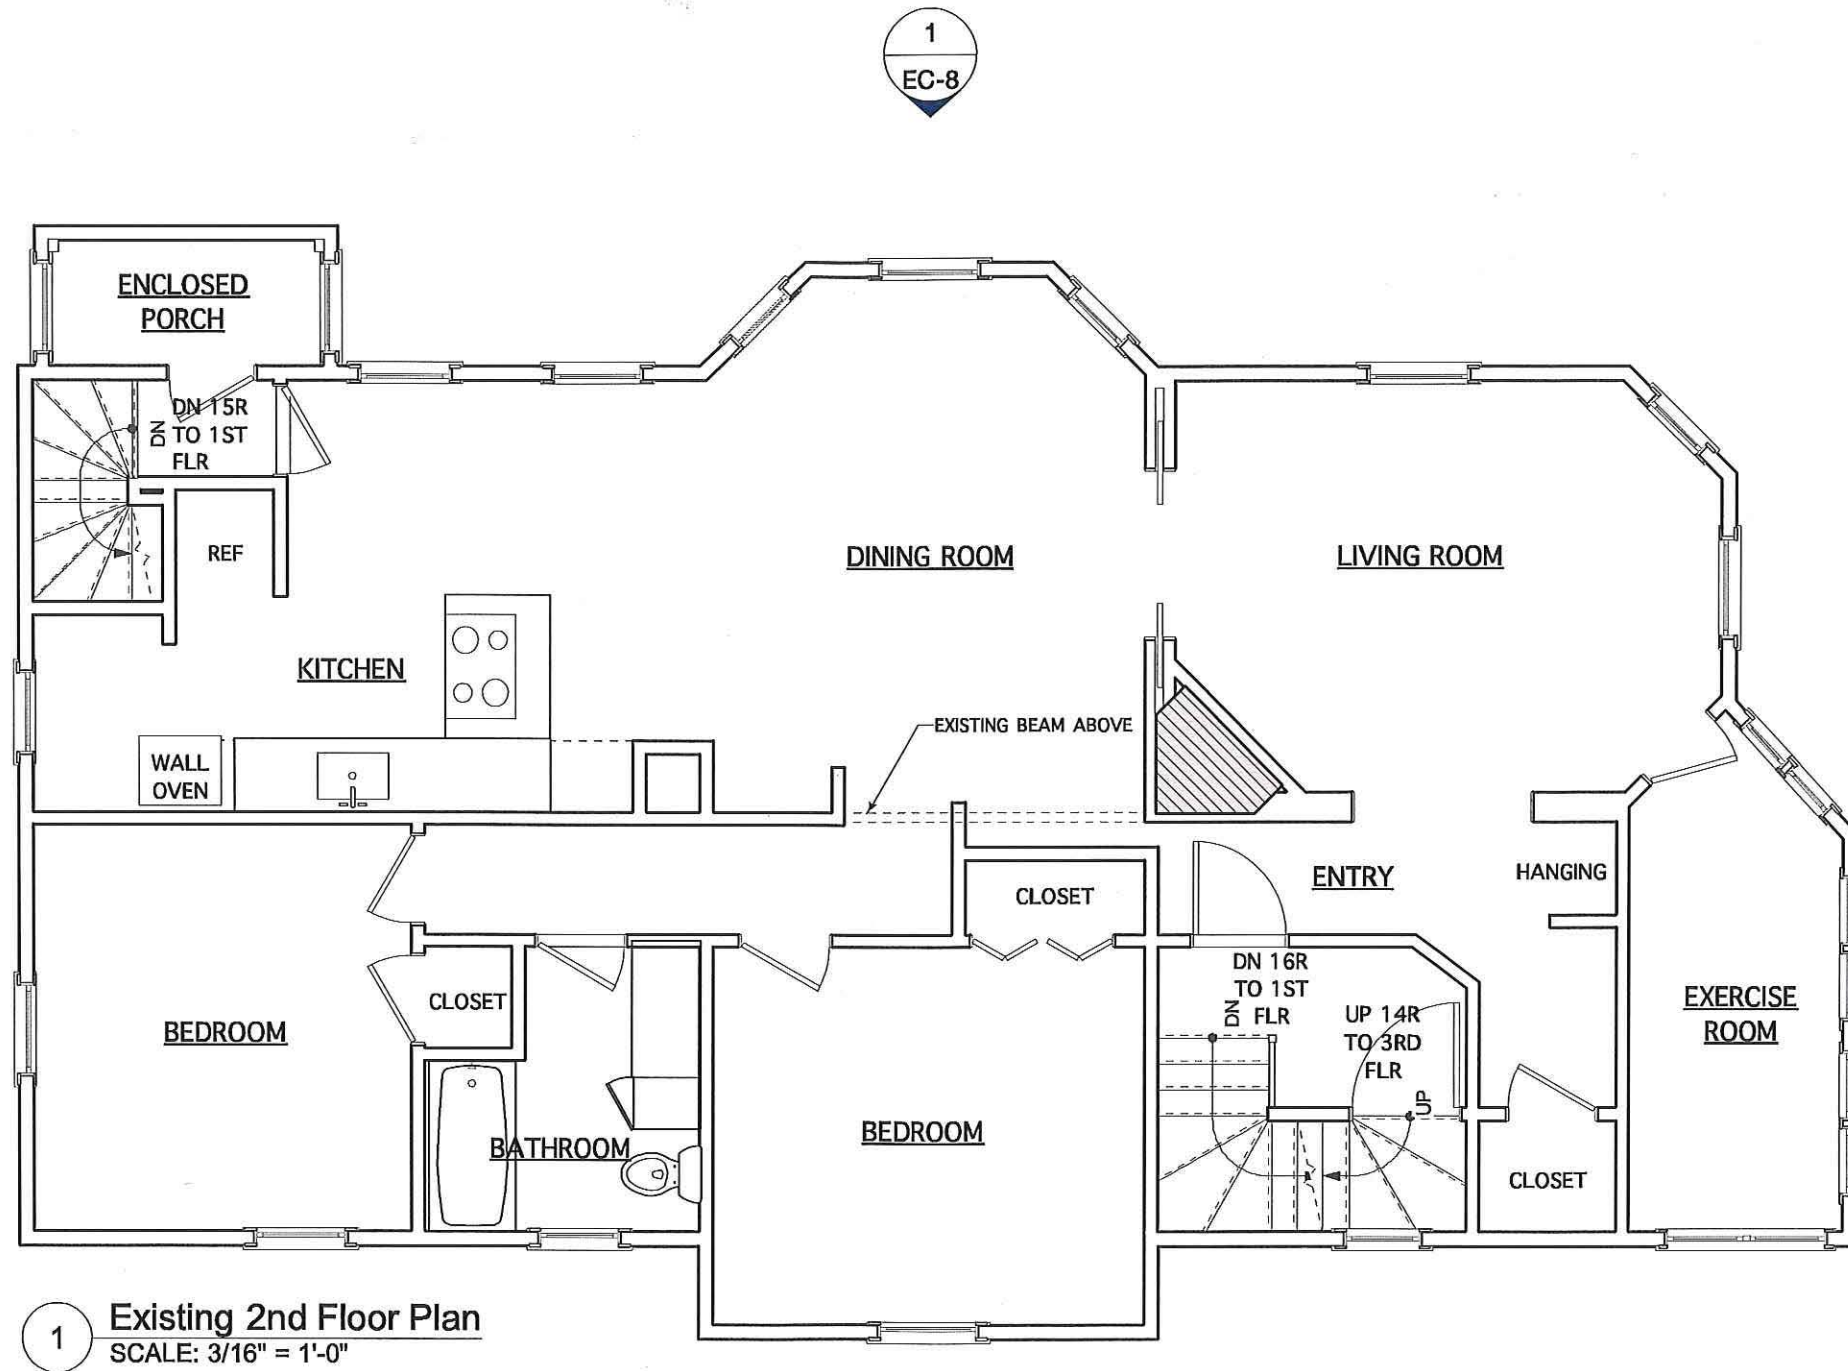 1
EC-8
ENCLOSED
PORCH
DN 15R
TO 1ST
FLR
DN
REF
DINING ROOM
LIVING ROOM
KITCHEN
EXISTING BEAM ABOVE
WALL
OVEN
CLOSET
ENTRY
HANGING
DN 16R
TO 1ST
FLR
DN
UP 14R
TO 3RD
FLR
UP
CLOSET
BEDROOM
EXERCISE
ROOM
BATHROOM
BEDROOM
CLOSET
1
Existing 2nd Floor Plan
SCALE: 3/16" = 1'-0"